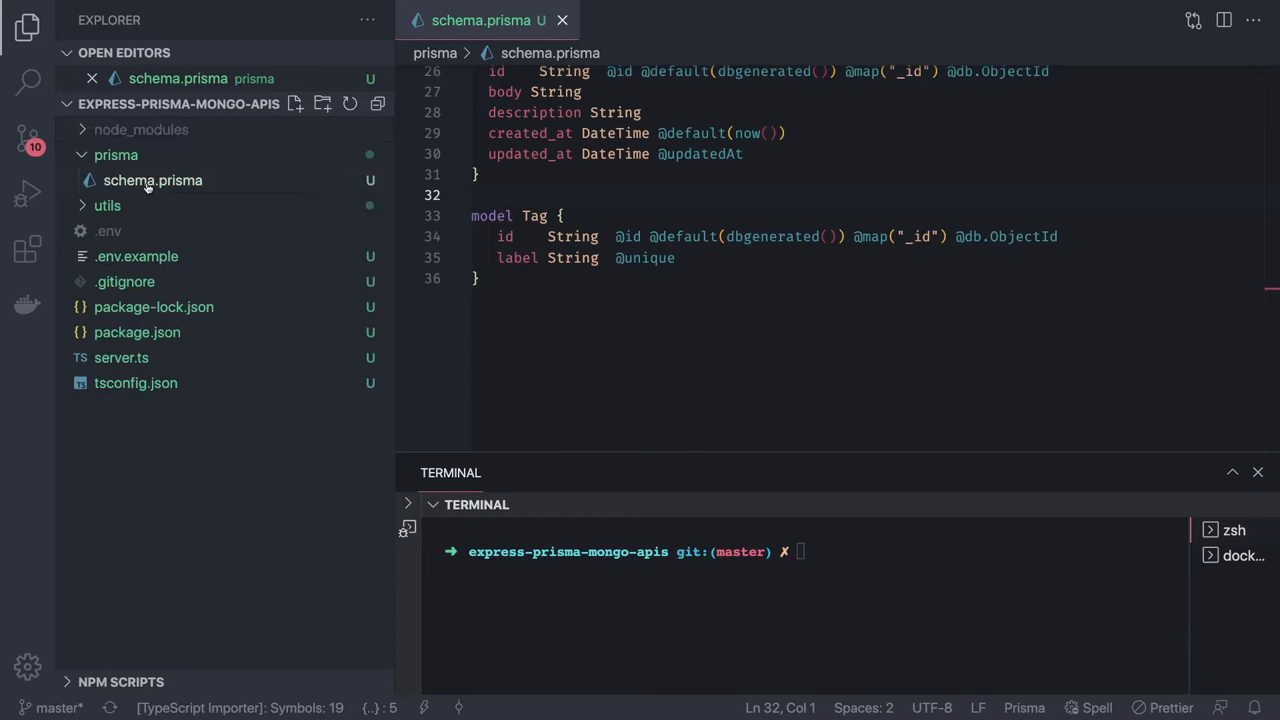 EXPLORER
schema.prisma U
OPEN EDITORS
schema.prisma prisma U
prisma > schema.prisma
EXPRESS-PRISMA-MONGO-APIS
node_modules
prisma
schema.prisma U
utils
.env
.env.example U
.gitignore U
{} package-lock.json U
{} package.json U
TS server.ts U
TS tsconfig.json U
10
26 id String @id @default(dbgenerated()) @map("_id") @db.ObjectId
27 body String
28 description String
29 created_at DateTime @default(now())
30 updated_at DateTime @updatedAt
31 }
32
33 model Tag {
34 id String @id @default(dbgenerated()) @map("_id") @db.ObjectId
35 label String @unique
36 }
TERMINAL
TERMINAL
➜ express-prisma-mongo-apis git:(master) ✗
zsh
dock...
NPM SCRIPTS
master* [TypeScript Importer]: Symbols: 19 {..} : 5 Ln 32, Col 1 Spaces: 2 UTF-8 LF Prisma Spell Prettier